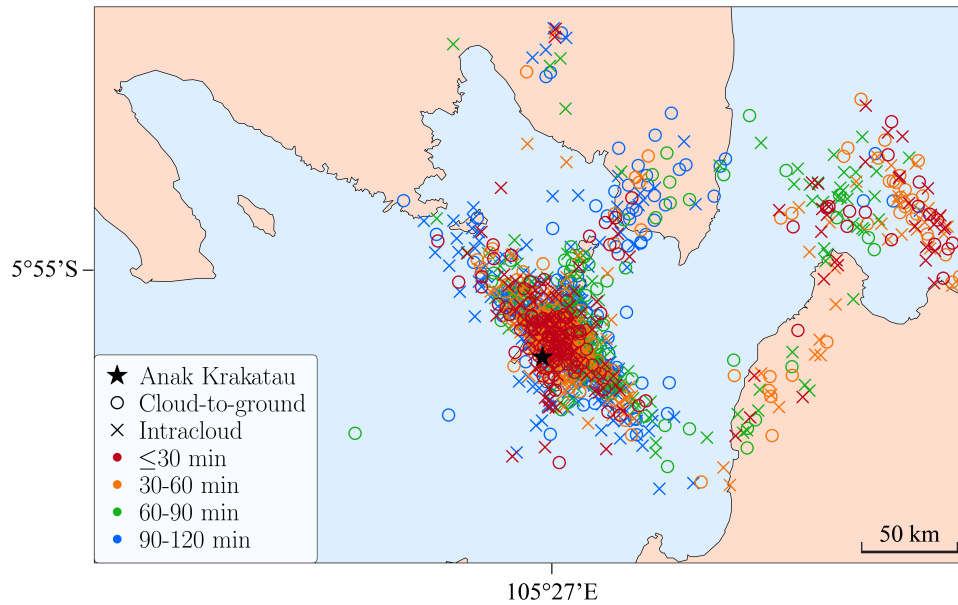 5°55'S
Anak Krakatau
Cloud-to-ground
Intracloud
≤30 min
30-60 min
60-90 min
90-120 min
50 km
105°27'E